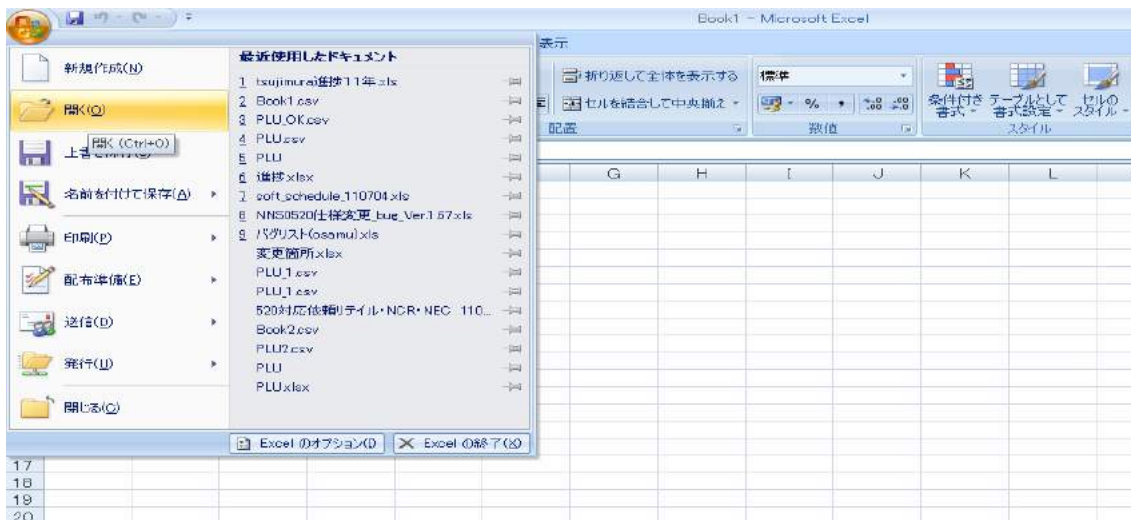 Book1 - Microsoft Excel
表示
新規作成(N)
開く(O)
開く (Ctrl+O)
名前を付けて保存(A)
印刷(P)
配布準備(E)
送信(D)
発行(U)
閉じる(C)
最近使用したドキュメント
1 tsujimurai進捗11年.xls
2 Book1.csv
3 PLU_OK.csv
4 PLU.csv
5 PLU
6 進捗.xlsx
7 soft_schedule_110704.xls
8 NNS0520仕様変更_bug_Ver.1.67.xls
9 バグリスト(osamu).xls
変更箇所.xlsx
PLU_1.csv
PLU_1.csv
520対応依頼リテイル・NCR・NEC 110...
Book2.csv
PLU2.csv
PLU
PLU.xlsx
Excel のオプション(I)
Excel の終了(X)
折り返して全体を表示する
セルを結合して中央揃え
配置
標準
%
数値
条件付き書式
テーブルとして書式設定
セルのスタイル
スタイル
G H I J K L
17
18
19
20